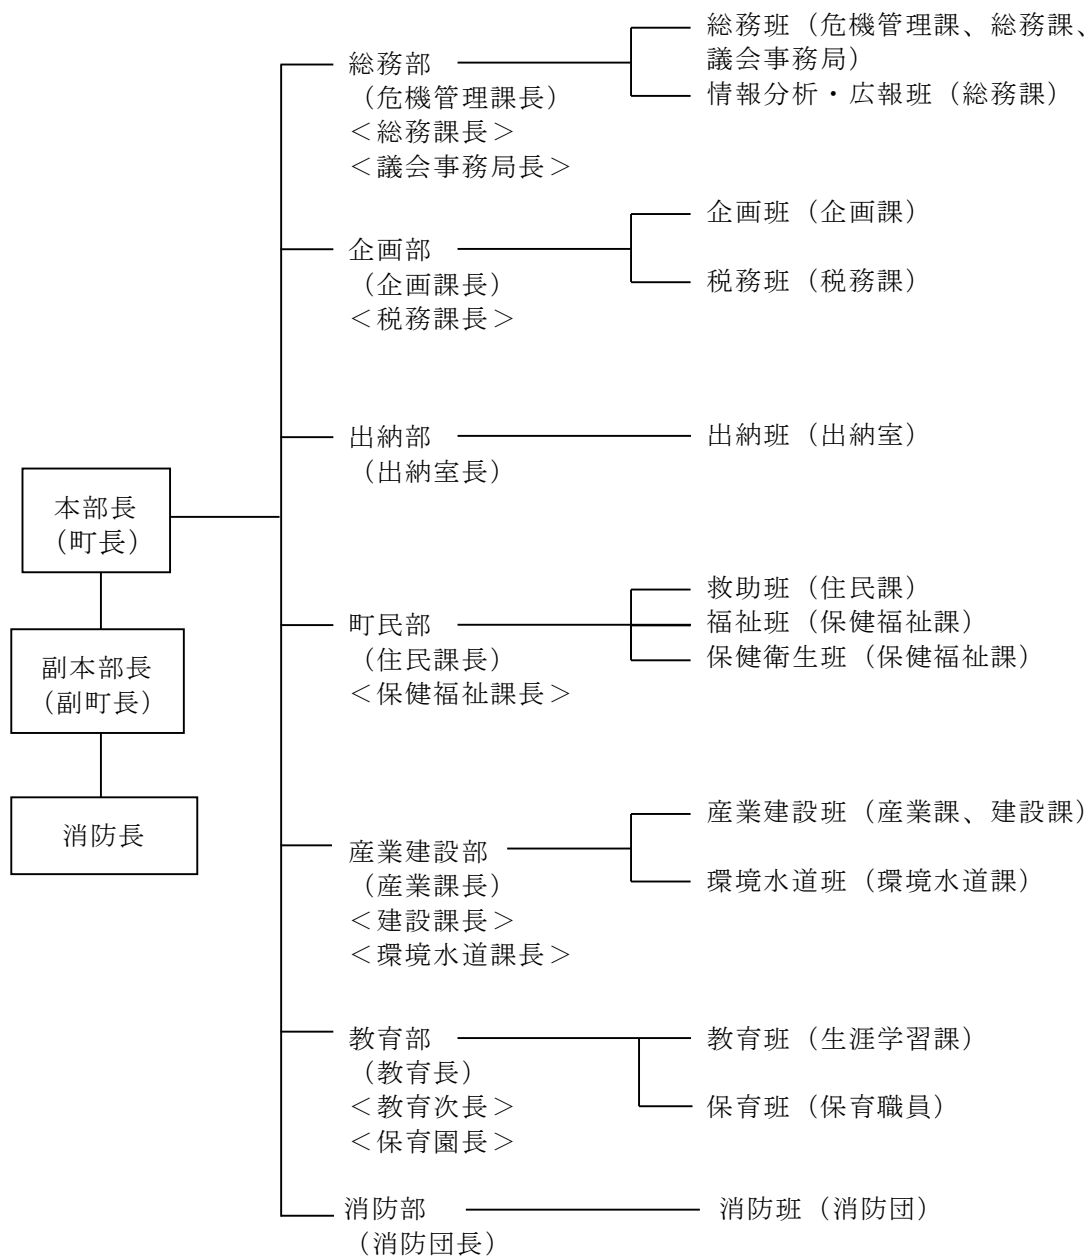 本部長
（町長）
副本部長
（副町長）
消防長
総務部
（危機管理課長）
＜総務課長＞
＜議会事務局長＞
総務班（危機管理課、総務課、
議会事務局）
情報分析・広報班（総務課）
企画部
（企画課長）
＜税務課長＞
企画班（企画課）
税務班（税務課）
出納部
（出納室長）
出納班（出納室）
町民部
（住民課長）
＜保健福祉課長＞
救助班（住民課）
福祉班（保健福祉課）
保健衛生班（保健福祉課）
産業建設部
（産業課長）
＜建設課長＞
＜環境水道課長＞
産業建設班（産業課、建設課）
環境水道班（環境水道課）
教育部
（教育長）
＜教育次長＞
＜保育園長＞
教育班（生涯学習課）
保育班（保育職員）
消防部
（消防団長）
消防班（消防団）